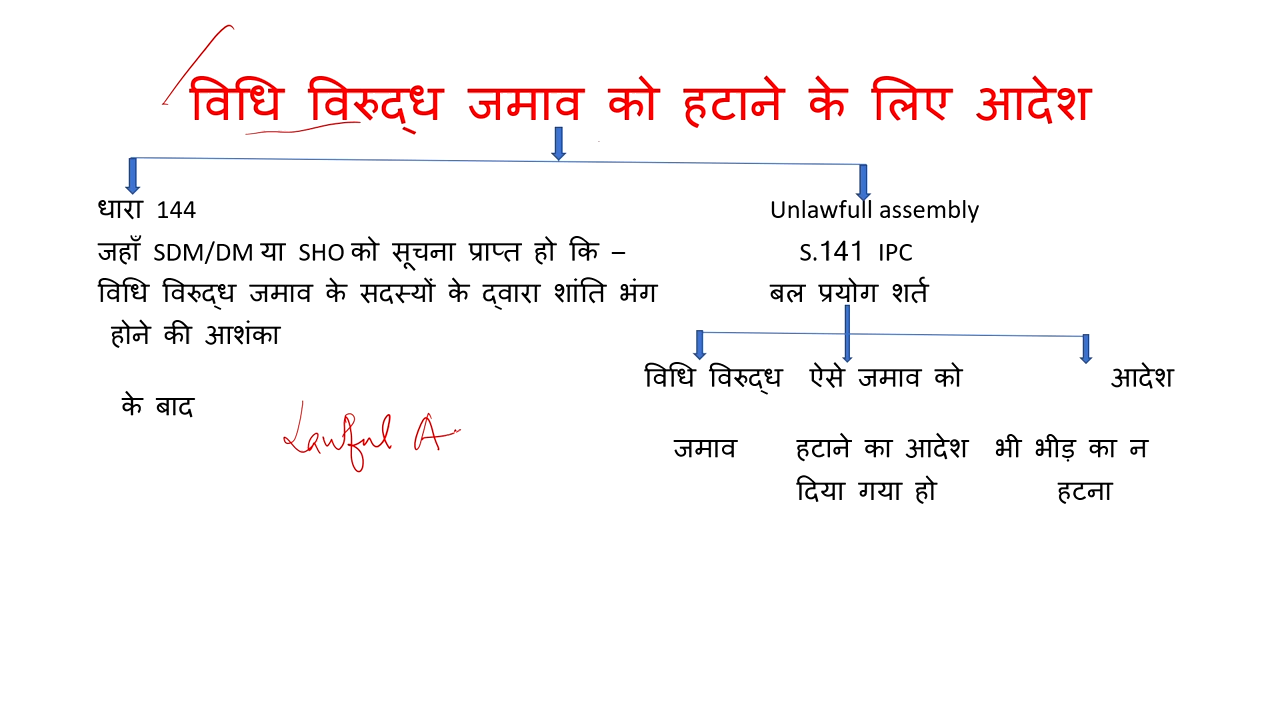 विधि विरुद्ध जमाव को हटाने के लिए आदेश
धारा 144
जहाँ SDM/DM या SHO को सूचना प्राप्त हो कि –
विधि विरुद्ध जमाव के सदस्यों के द्वारा शांति भंग
होने की आशंका
के बाद
Lawful A
Unlawfull assembly
S.141 IPC
बल प्रयोग शर्त
विधि विरुद्ध ऐसे जमाव को आदेश
जमाव हटाने का आदेश भी भीड़ का न
दिया गया हो हटना